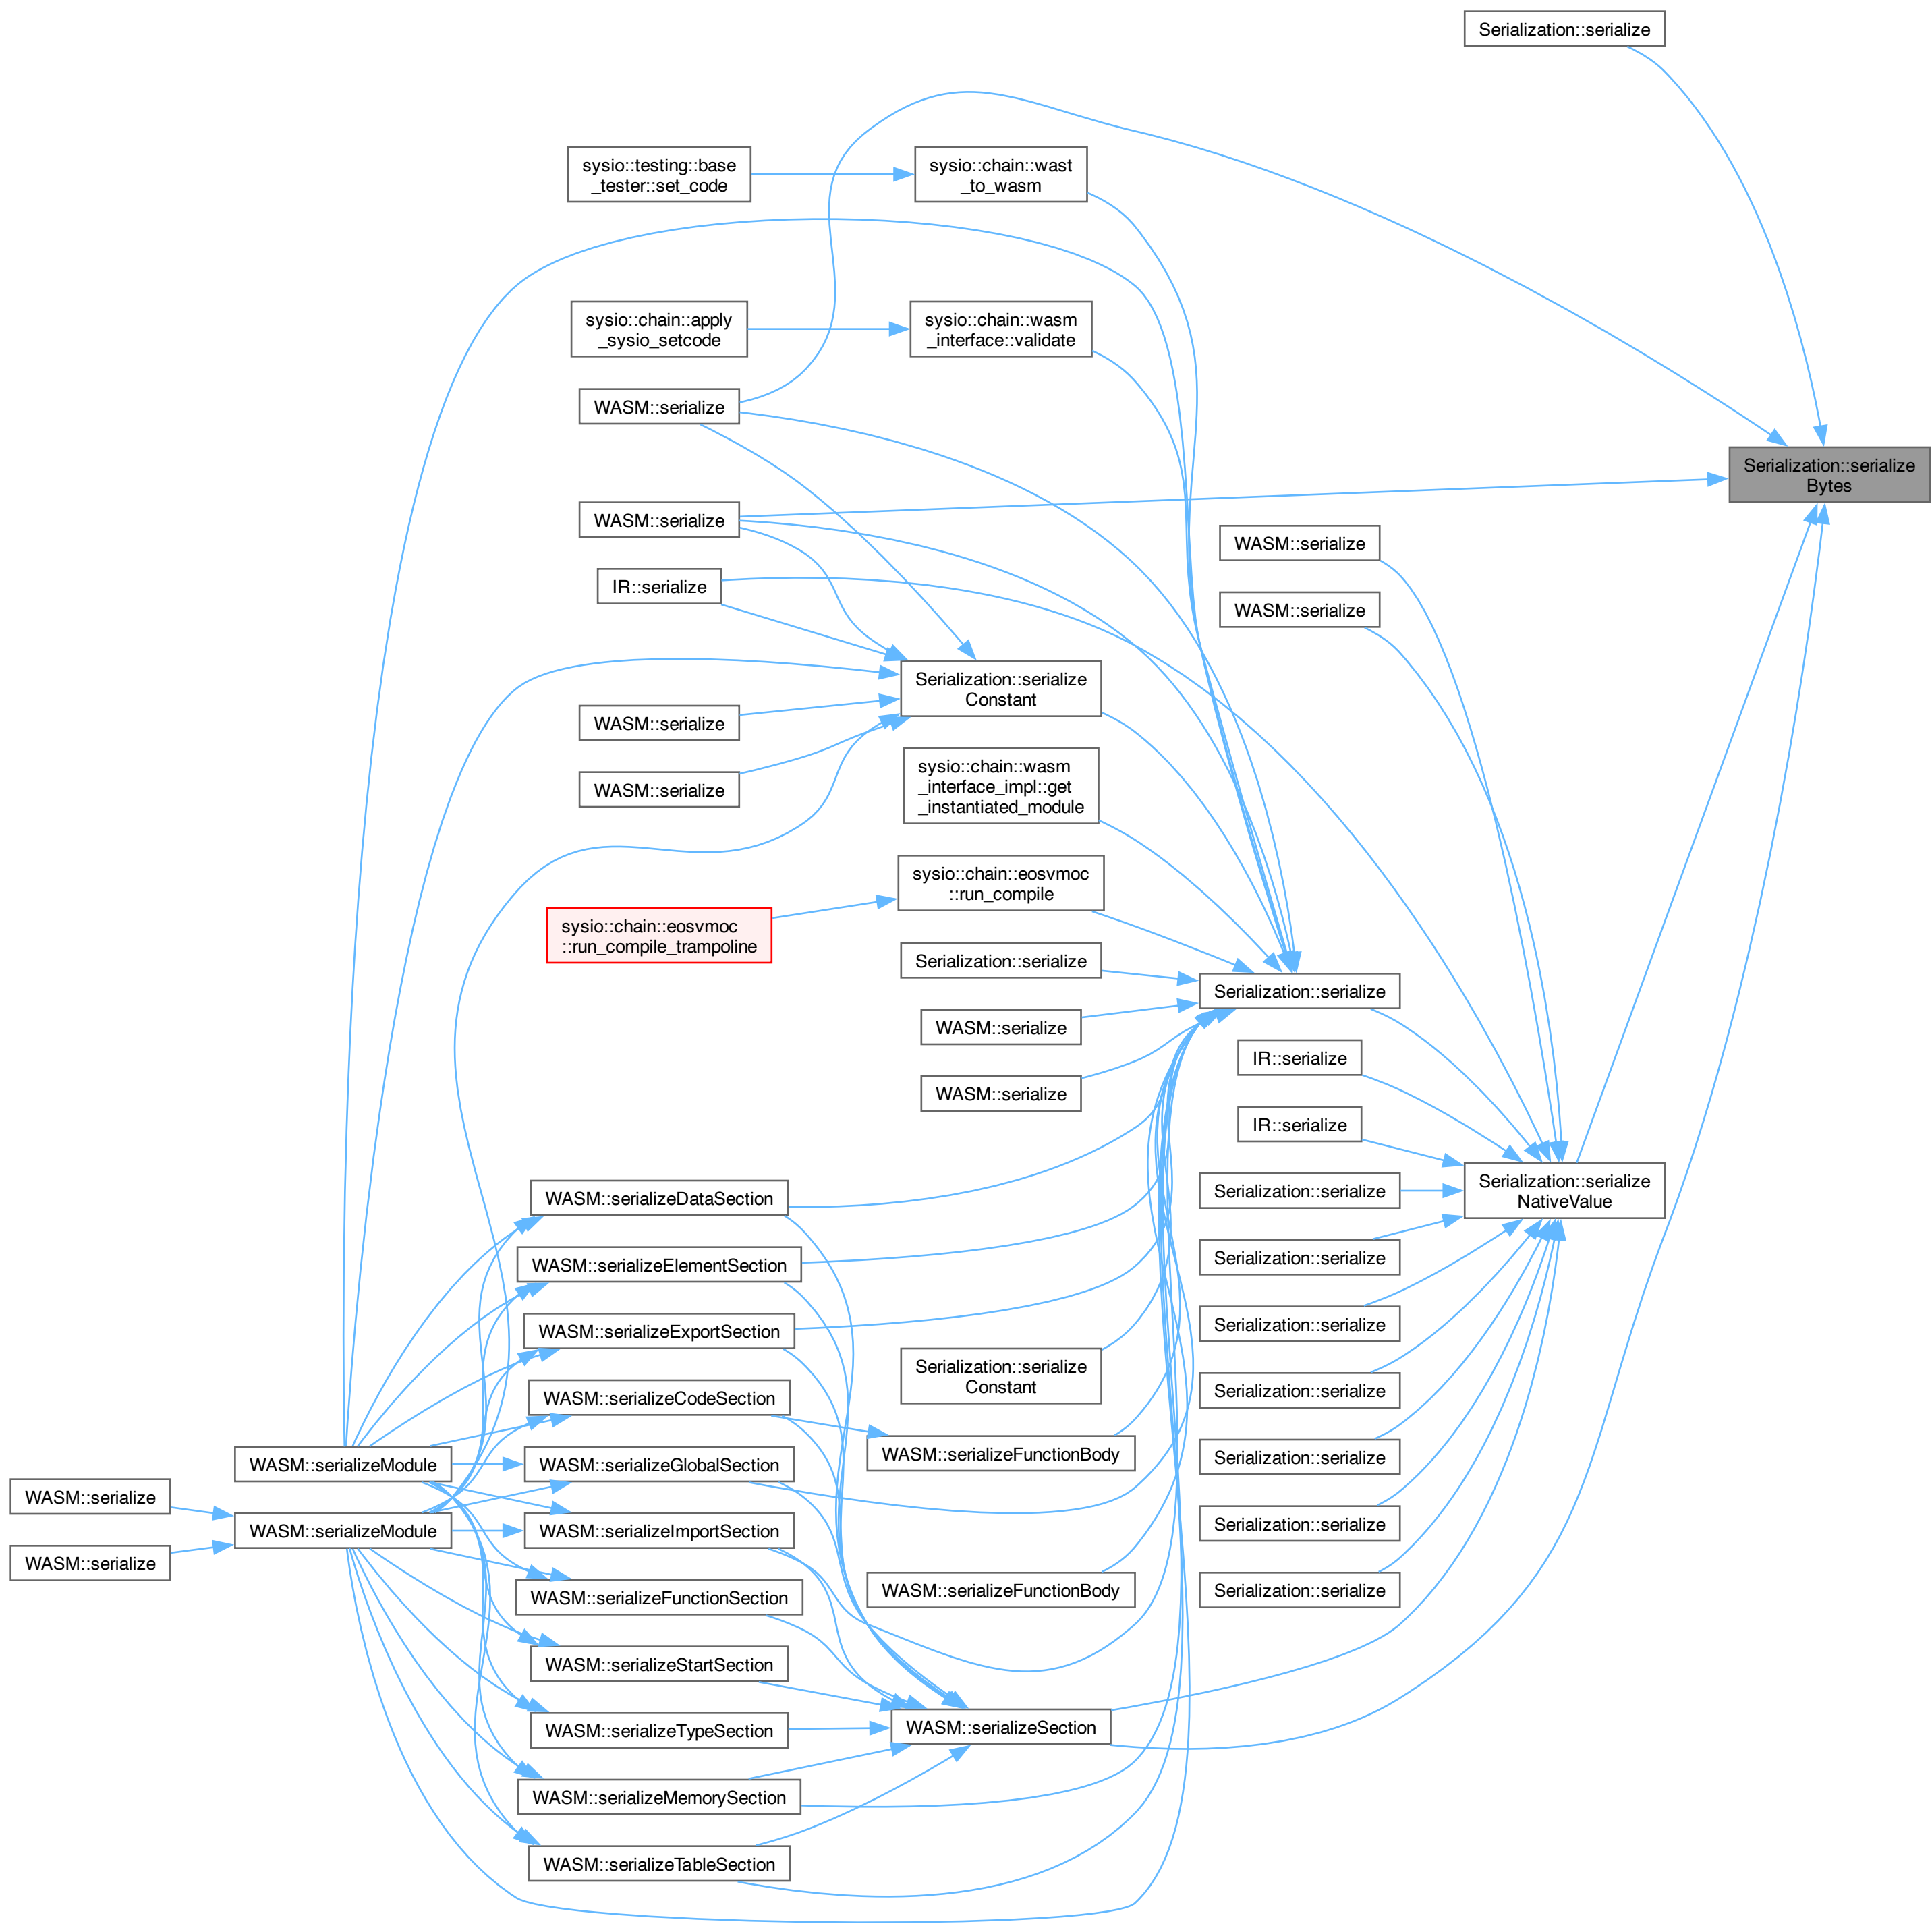 Serialization::serialize
sysio::testing::base
_tester::set_code
sysio::chain::wast
_to_wasm
sysio::chain::apply
_sysio_setcode
sysio::chain::wasm
_interface::validate
WASM::serialize
Serialization::serialize
Bytes
WASM::serialize
WASM::serialize
IR::serialize
WASM::serialize
Serialization::serialize
Constant
WASM::serialize
WASM::serialize
sysio::chain::wasm
_interface_impl::get
_instantiated_module
sysio::chain::eosvmoc
::run_compile
sysio::chain::eosvmoc
::run_compile_trampoline
Serialization::serialize
Serialization::serialize
WASM::serialize
IR::serialize
WASM::serialize
IR::serialize
Serialization::serialize
NativeValue
Serialization::serialize
WASM::serializeDataSection
Serialization::serialize
WASM::serializeElementSection
Serialization::serialize
WASM::serializeExportSection
Serialization::serialize
Constant
Serialization::serialize
WASM::serializeCodeSection
WASM::serializeFunctionBody
Serialization::serialize
WASM::serializeModule
WASM::serializeGlobalSection
WASM::serialize
Serialization::serialize
WASM::serializeModule
WASM::serializeImportSection
WASM::serialize
WASM::serializeFunctionSection
WASM::serializeFunctionBody
Serialization::serialize
WASM::serializeStartSection
WASM::serializeTypeSection
WASM::serializeSection
WASM::serializeMemorySection
WASM::serializeTableSection